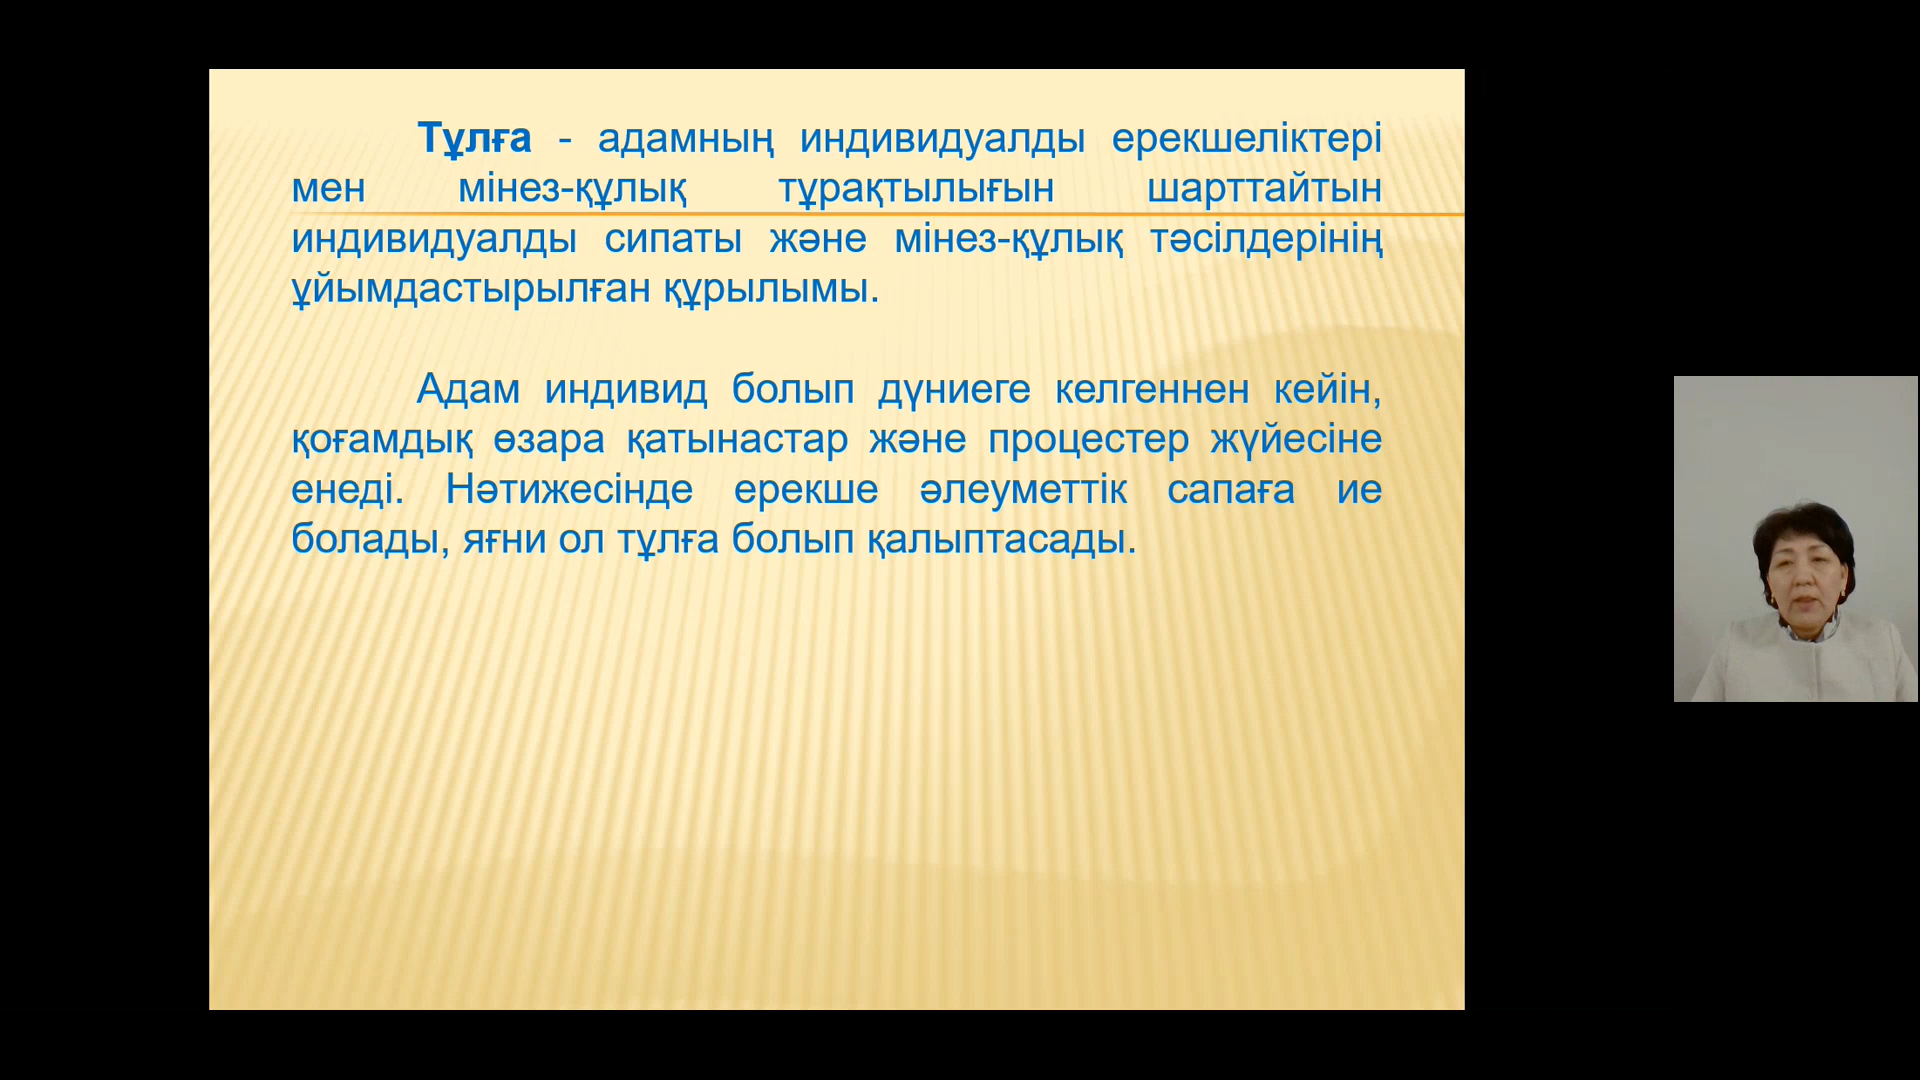 Тұлға - адамның индивидуалды ерекшеліктері
мен мінез-құлық тұрақтылығын шарттайтын
индивидуалды сипаты және мінез-құлық тәсілдерінің
ұйымдастырылған құрылымы.
Адам индивид болып дүниеге келгеннен кейін,
қоғамдық өзара қатынастар және процестер жүйесіне
енеді. Нәтижесінде ерекше әлеуметтік сапаға ие
болады, яғни ол тұлға болып қалыптасады.